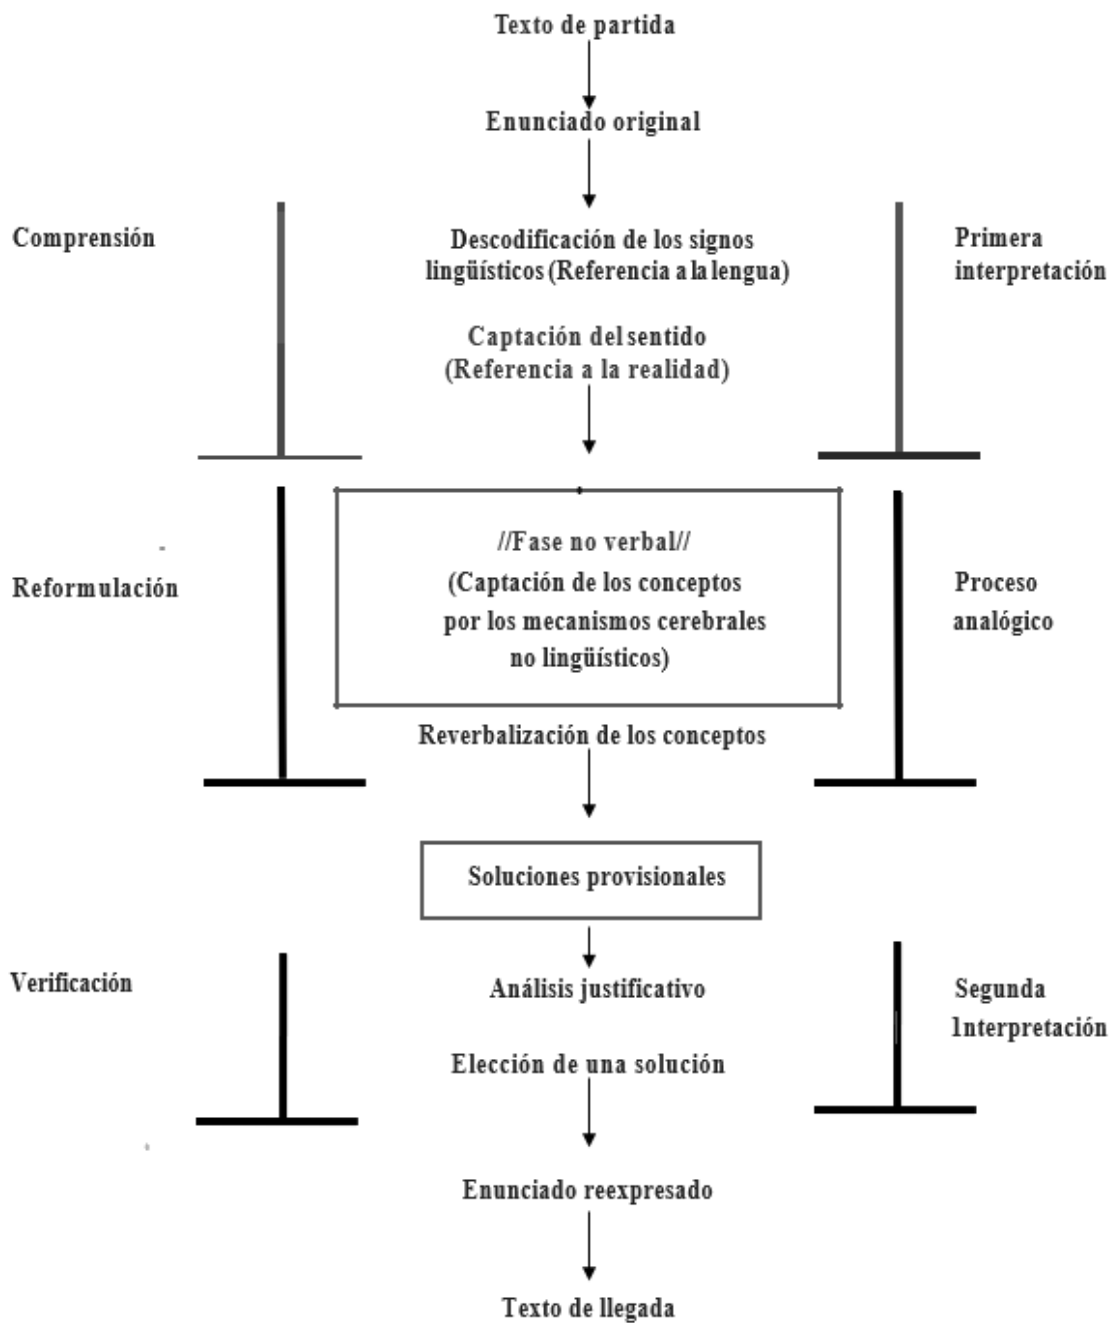 Texto de partida
Enunciado original
Comprensión
Descodificación de los signos
lingüísticos (Referencia a la lengua)
Primera
interpretación
Captación del sentido
(Referencia a la realidad)
Reformulación
//Fase no verbal//
(Captación de los conceptos
por los mecanismos cerebrales
no lingüísticos)
Proceso
analógico
Reverbalización de los conceptos
Soluciones provisionales
Verificación
Análisis justificativo
Segunda
1nterpretación
Elección de una solución
Enunciado reexpresado
Texto de llegada